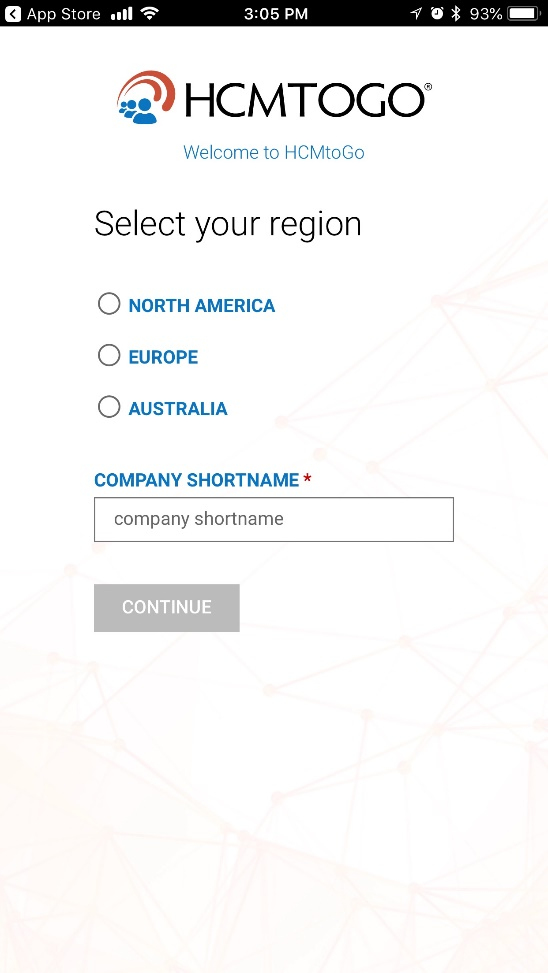 App Store 3:05 PM 93%
HCMTOGO®
Welcome to HCMtoGo
Select your region
NORTH AMERICA
EUROPE
AUSTRALIA
COMPANY SHORTNAME *
company shortname
CONTINUE